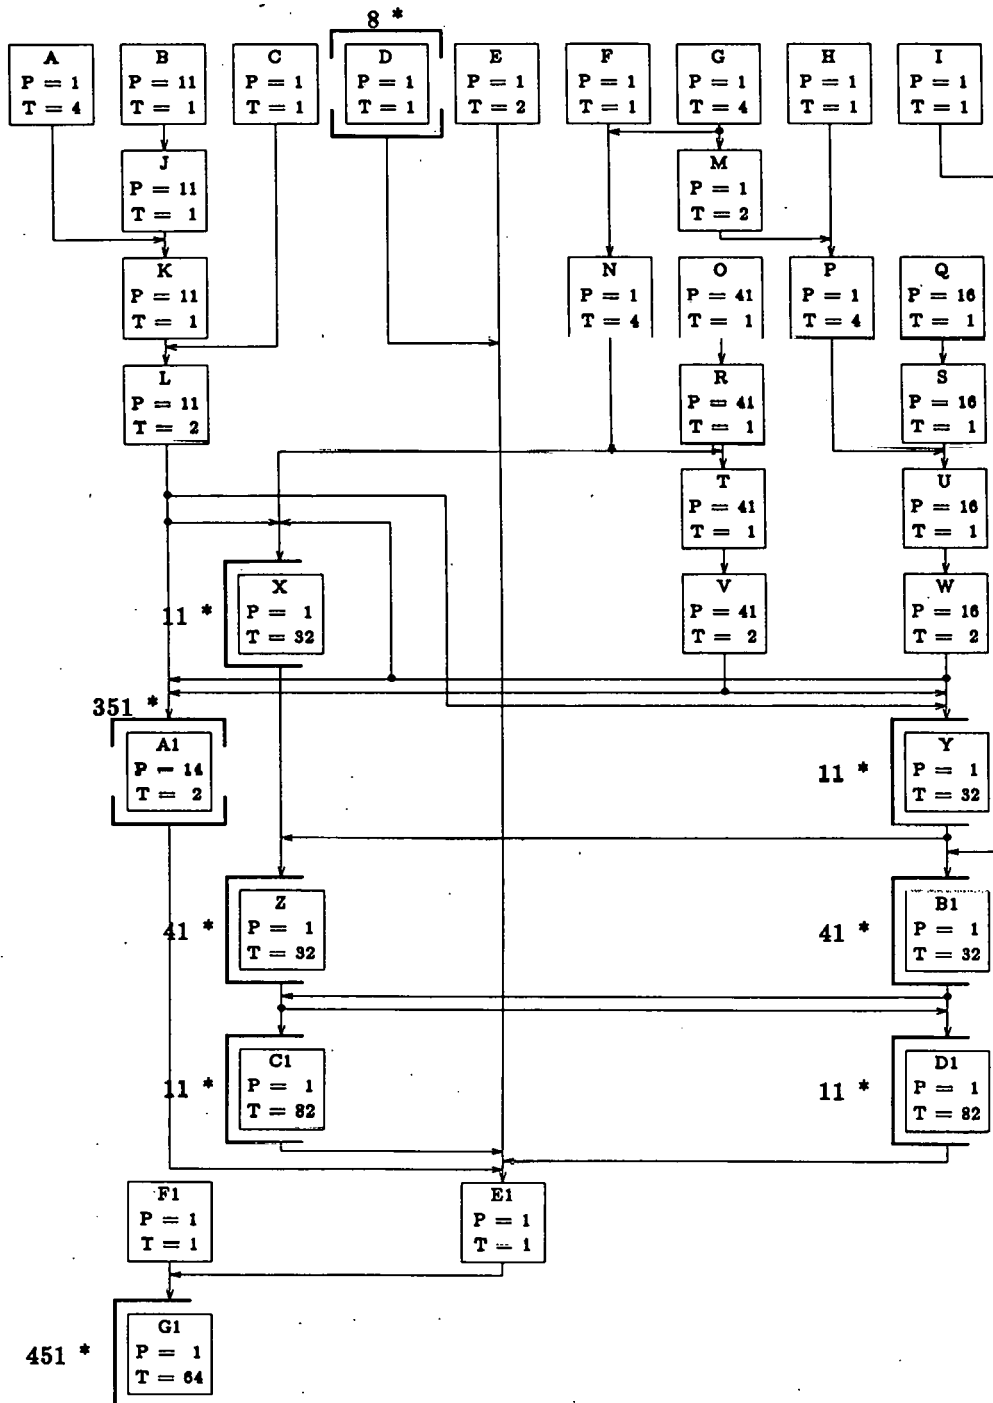 8 *
A
P = 1
T = 4
B
P = 11
T = 1
C
P = 1
T = 1
D
P = 1
T = 1
E
P = 1
T = 2
F
P = 1
T = 1
G
P = 1
T = 4
H
P = 1
T = 1
I
P = 1
T = 1
J
P = 11
T = 1
M
P = 1
T = 2
K
P = 11
T = 1
N
P = 1
T = 4
O
P = 41
T = 1
P
P = 1
T = 4
Q
P = 16
T = 1
L
P = 11
T = 2
R
P = 41
T = 1
S
P = 16
T = 1
T
P = 41
T = 1
U
P = 16
T = 1
11 *
X
P = 1
T = 32
V
P = 41
T = 2
W
P = 16
T = 2
351 *
A1
P = 14
T = 2
11 *
Y
P = 1
T = 32
41 *
Z
P = 1
T = 32
41 *
B1
P = 1
T = 32
11 *
C1
P = 1
T = 82
11 *
D1
P = 1
T = 82
F1
P = 1
T = 1
E1
P = 1
T = 1
451 *
G1
P = 1
T = 64